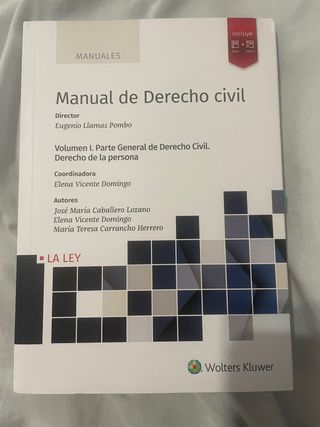 Incluye
MANUALES
Manual de Derecho civil
Director
Eugenio Llamas Pombo
Volumen I. Parte General de Derecho Civil.
Derecho de la persona
Coordinadora
Elena Vicente Domingo
Autores
José María Caballero Lozano
Elena Vicente Domingo
María Teresa Carrancho Herrero
LA LEY
Wolters Kluwer